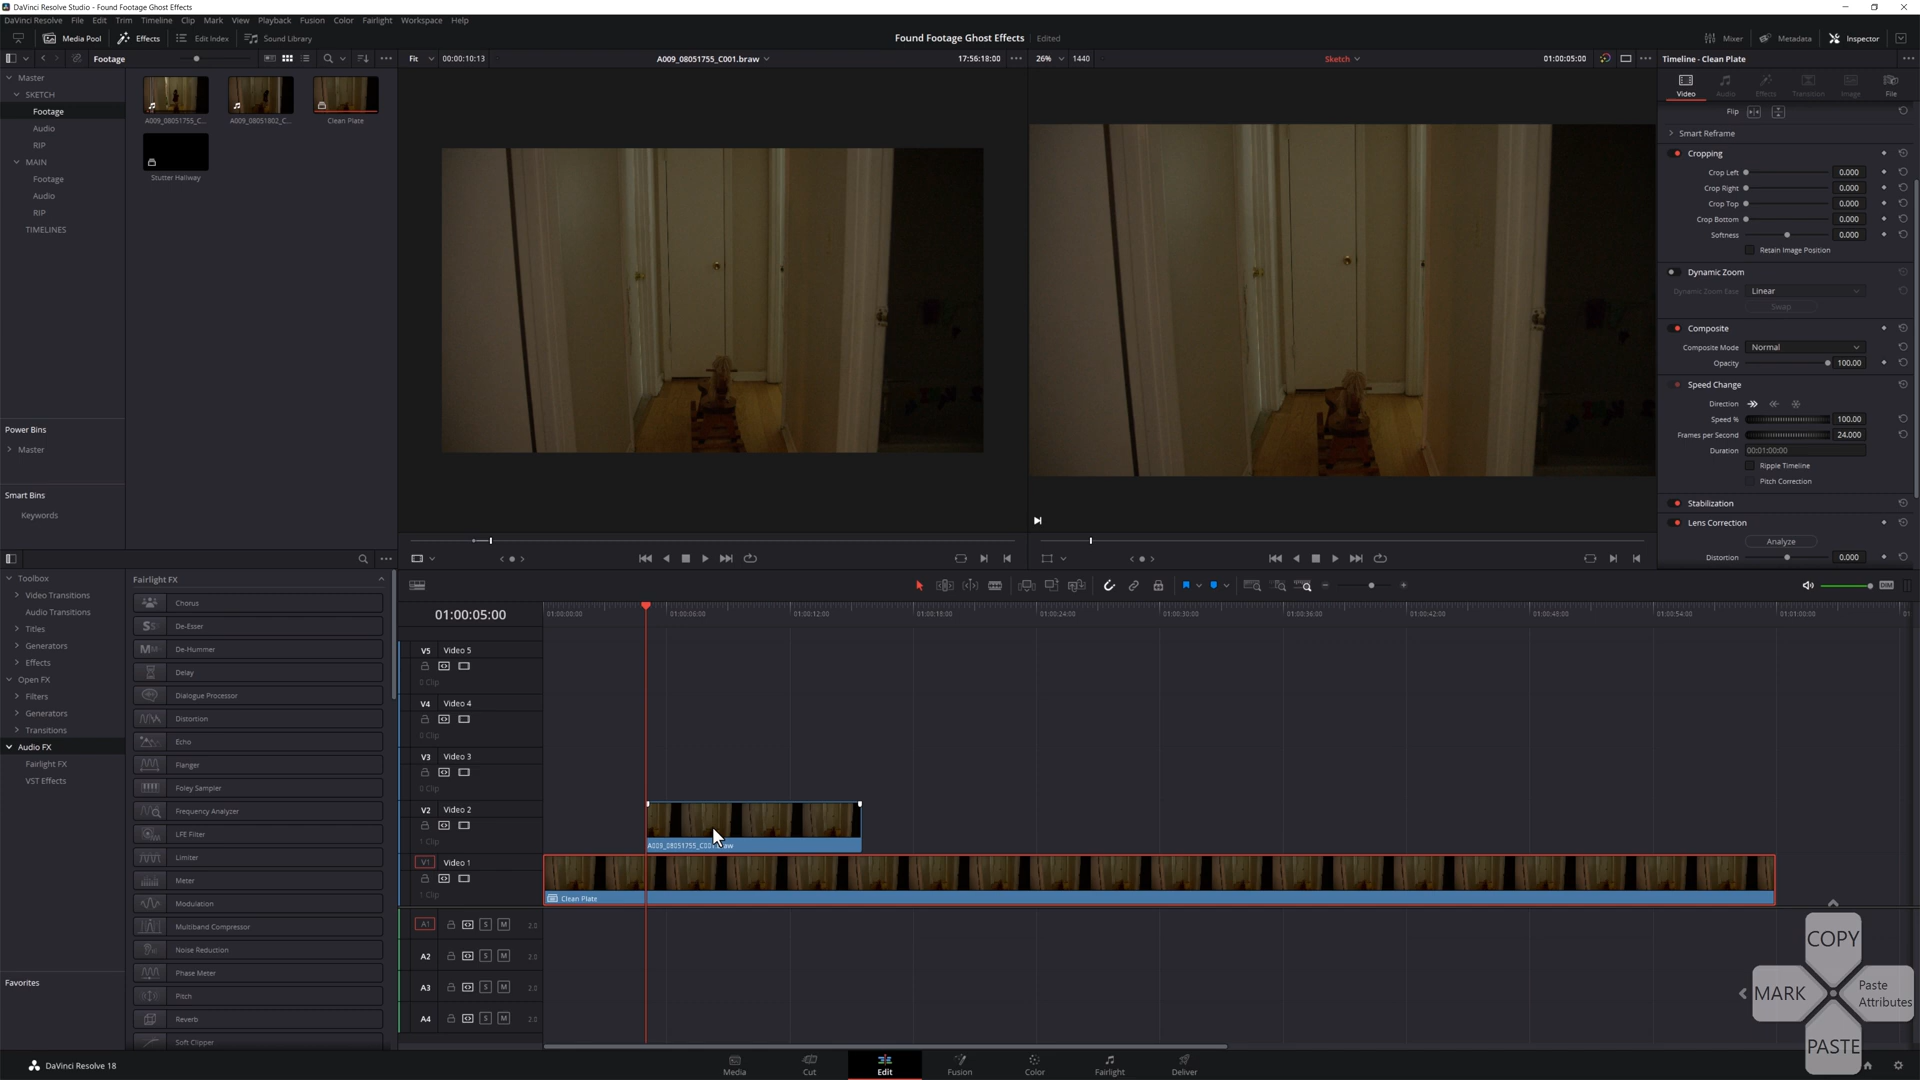 DaVinci Resolve Studio - Found Footage Ghost Effects
DaVinci Resolve File Edit Trim Timeline Clip Mark View Playback Fusion Color Fairlight Workspace Help
Media Pool Effects Edit Index Sound Library
Found Footage Ghost Effects Edited
Mixer Metadata Inspector
Footage
Fit 00:00:10:13 A009_08051755_C001.braw 17:56:18:00
26% 1440 Sketch 01:00:05:00
Timeline - Clean Plate
Master
SKETCH
Footage
Audio
RIP
MAIN
Footage
Audio
RIP
TIMELINES
A009_08051755_C...
A009_08051802_C...
Clean Plate
Stutter Hallway
Power Bins
Master
Smart Bins
Keywords
Video Audio Effects Transition Image File
Flip
Smart Reframe
Cropping
Crop Left 0.000
Crop Right 0.000
Crop Top 0.000
Crop Bottom 0.000
Softness 0.000
Retain Image Position
Dynamic Zoom
Dynamic Zoom Ease Linear
Swap
Composite
Composite Mode Normal
Opacity 100.00
Speed Change
Direction
Speed % 100.00
Frames per Second 24.000
Duration 00:01:00:00
Ripple Timeline
Pitch Correction
Stabilization
Lens Correction
Analyze
Distortion 0.000
Toolbox
Video Transitions
Audio Transitions
Titles
Generators
Effects
Open FX
Filters
Generators
Transitions
Audio FX
Fairlight FX
VST Effects
Favorites
Fairlight FX
Chorus
De-Esser
De-Hummer
Delay
Dialogue Processor
Distortion
Echo
Flanger
Foley Sampler
Frequency Analyzer
LFE Filter
Limiter
Meter
Modulation
Multiband Compressor
Noise Reduction
Phase Meter
Pitch
Reverb
Soft Clipper
DIM
01:00:05:00
01:00:00:00 01:00:06:00 01:00:12:00 01:00:18:00 01:00:24:00 01:00:30:00 01:00:36:00 01:00:42:00 01:00:48:00 01:00:54:00 01:01:00:00
V5 Video 5
0 Clip
V4 Video 4
0 Clip
V3 Video 3
0 Clip
V2 Video 2
1 Clip
A009_08051755_C00
V1 Video 1
1 Clip
Clean Plate
A1 S M 2.0
A2 S M 2.0
A3 S M 2.0
A4 S M 2.0
COPY
MARK
Paste
Attributes
PASTE
DaVinci Resolve 18
Media Cut Edit Fusion Color Fairlight Deliver